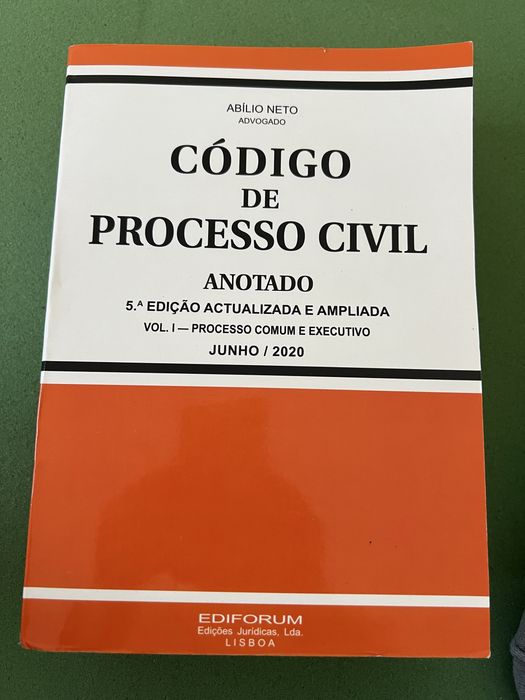 ABÍLIO NETO
ADVOGADO
CÓDIGO
DE
PROCESSO CIVIL
ANOTADO
5.ª EDIÇÃO ACTUALIZADA E AMPLIADA
VOL. I — PROCESSO COMUM E EXECUTIVO
JUNHO / 2020
EDIFORUM
Edições Jurídicas, Lda.
LISBOA